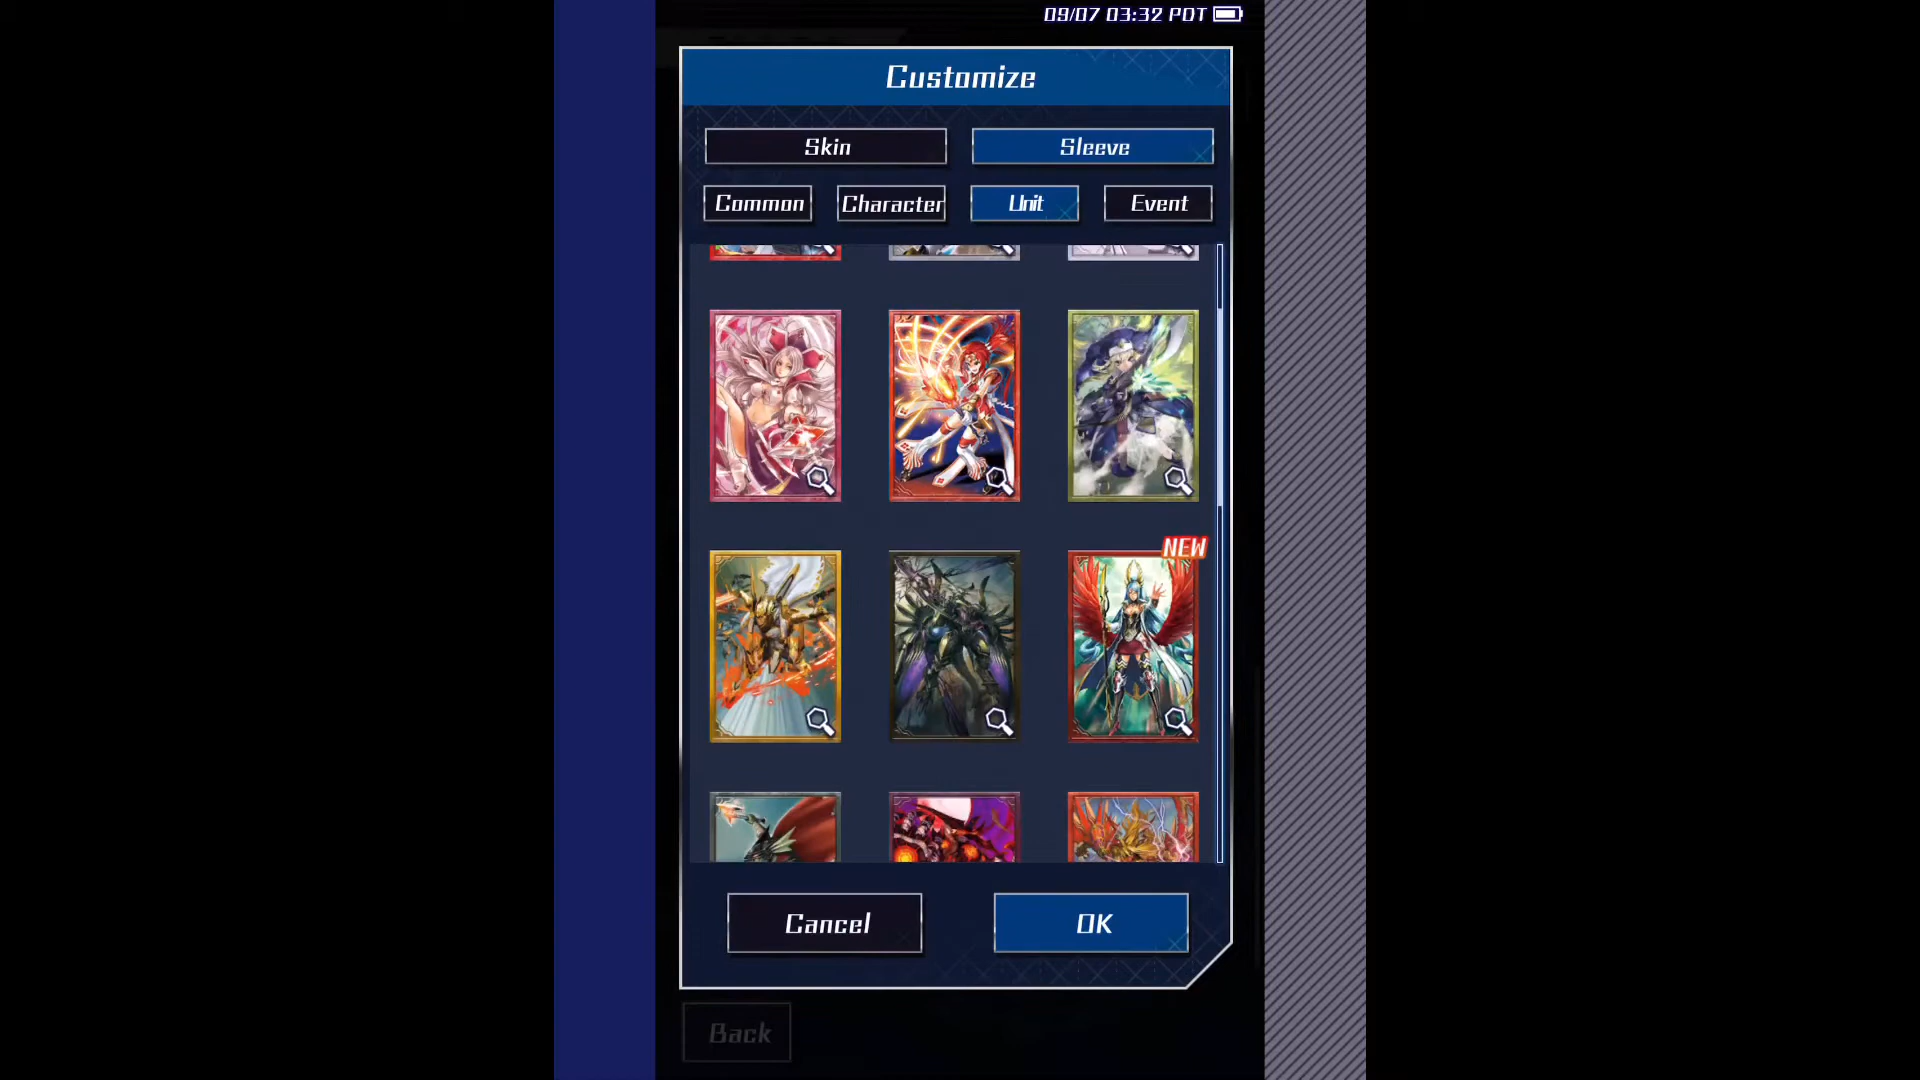 09/07 03:32 PDT
Customize
Skin Sleeve
Common Character Unit Event
NEW
Cancel OK
Back